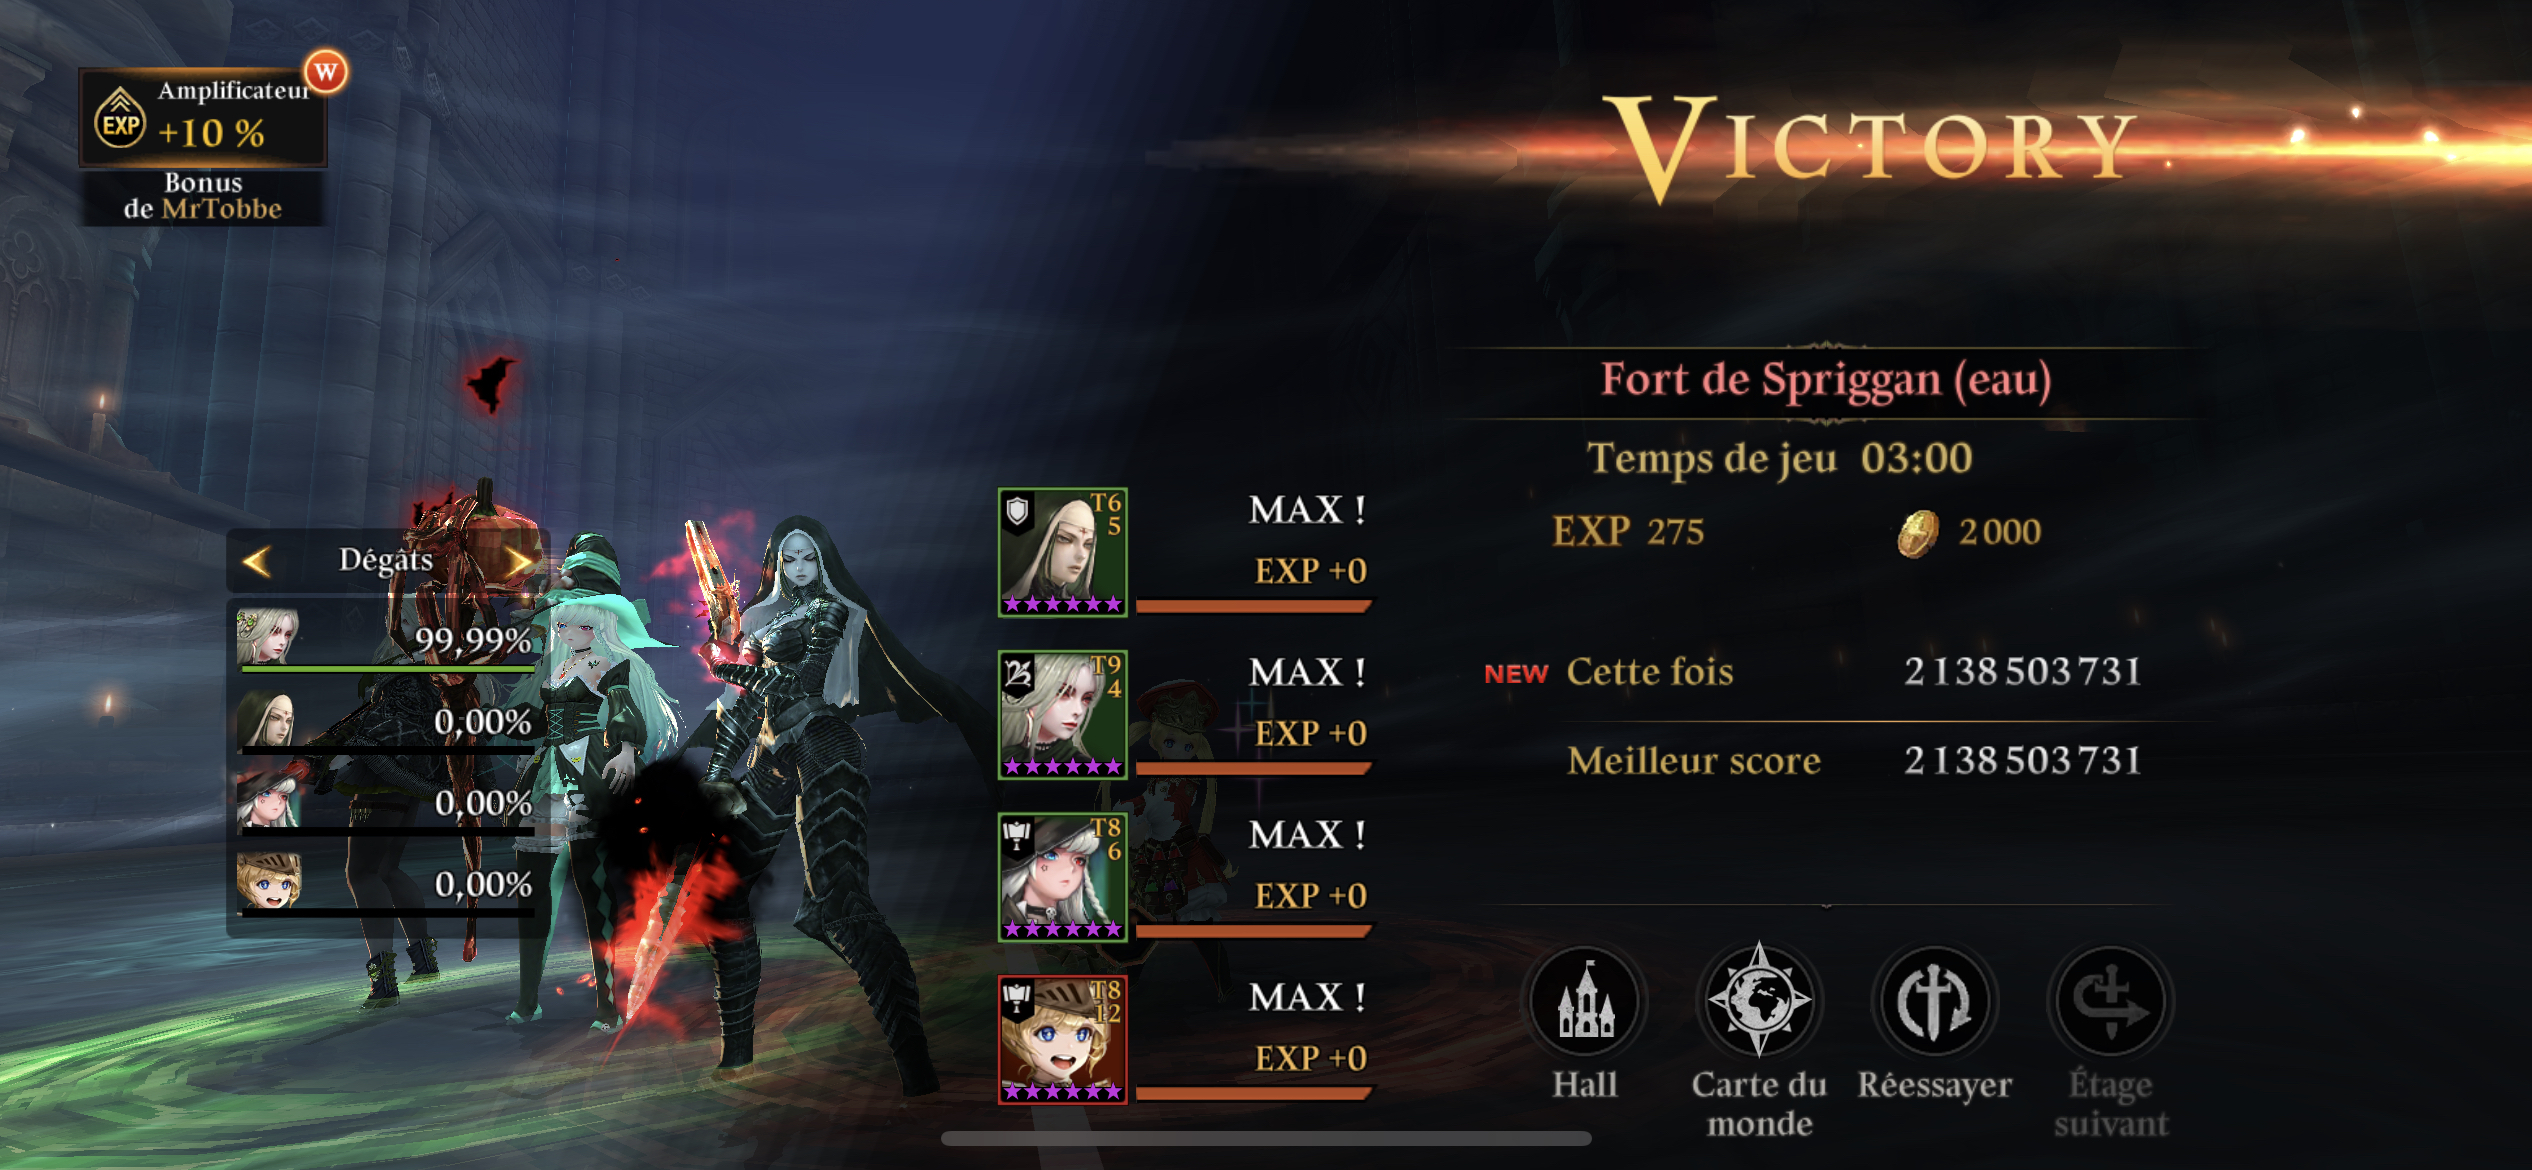 W
Amplificateur
EXP +10 %
Bonus
de MrTobbe
VICTORY
Fort de Spriggan (eau)
Temps de jeu 03:00
EXP 275 2 000
NEW Cette fois 2 138 503 731
Meilleur score 2 138 503 731
Dégâts
99,99%
0,00%
0,00%
0,00%
T6
5
MAX !
EXP +0
T9
4
MAX !
EXP +0
T8
6
MAX !
EXP +0
T8
12
MAX !
EXP +0
Hall
Carte du
monde
Réessayer
Étage
suivant